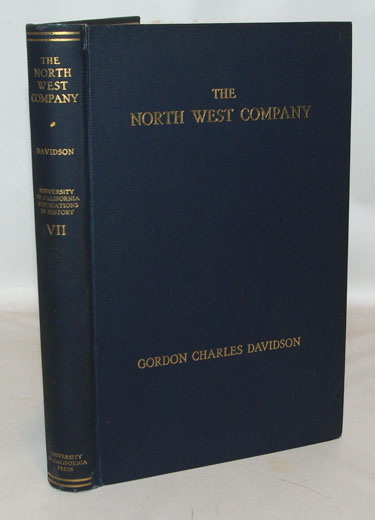 THE
NORTH
WEST
COMPANY
DAVIDSON
UNIVERSITY
OF CALIFORNIA
PUBLICATIONS
IN HISTORY
VII
UNIVERSITY
OF CALIFORNIA
PRESS
THE
NORTH WEST COMPANY
GORDON CHARLES DAVIDSON